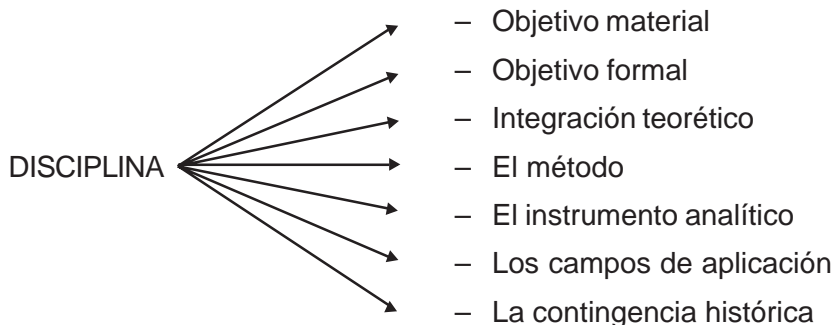 – Objetivo material
– Objetivo formal
– Integración teorético
DISCIPLINA – El método
– El instrumento analítico
– Los campos de aplicación
– La contingencia histórica